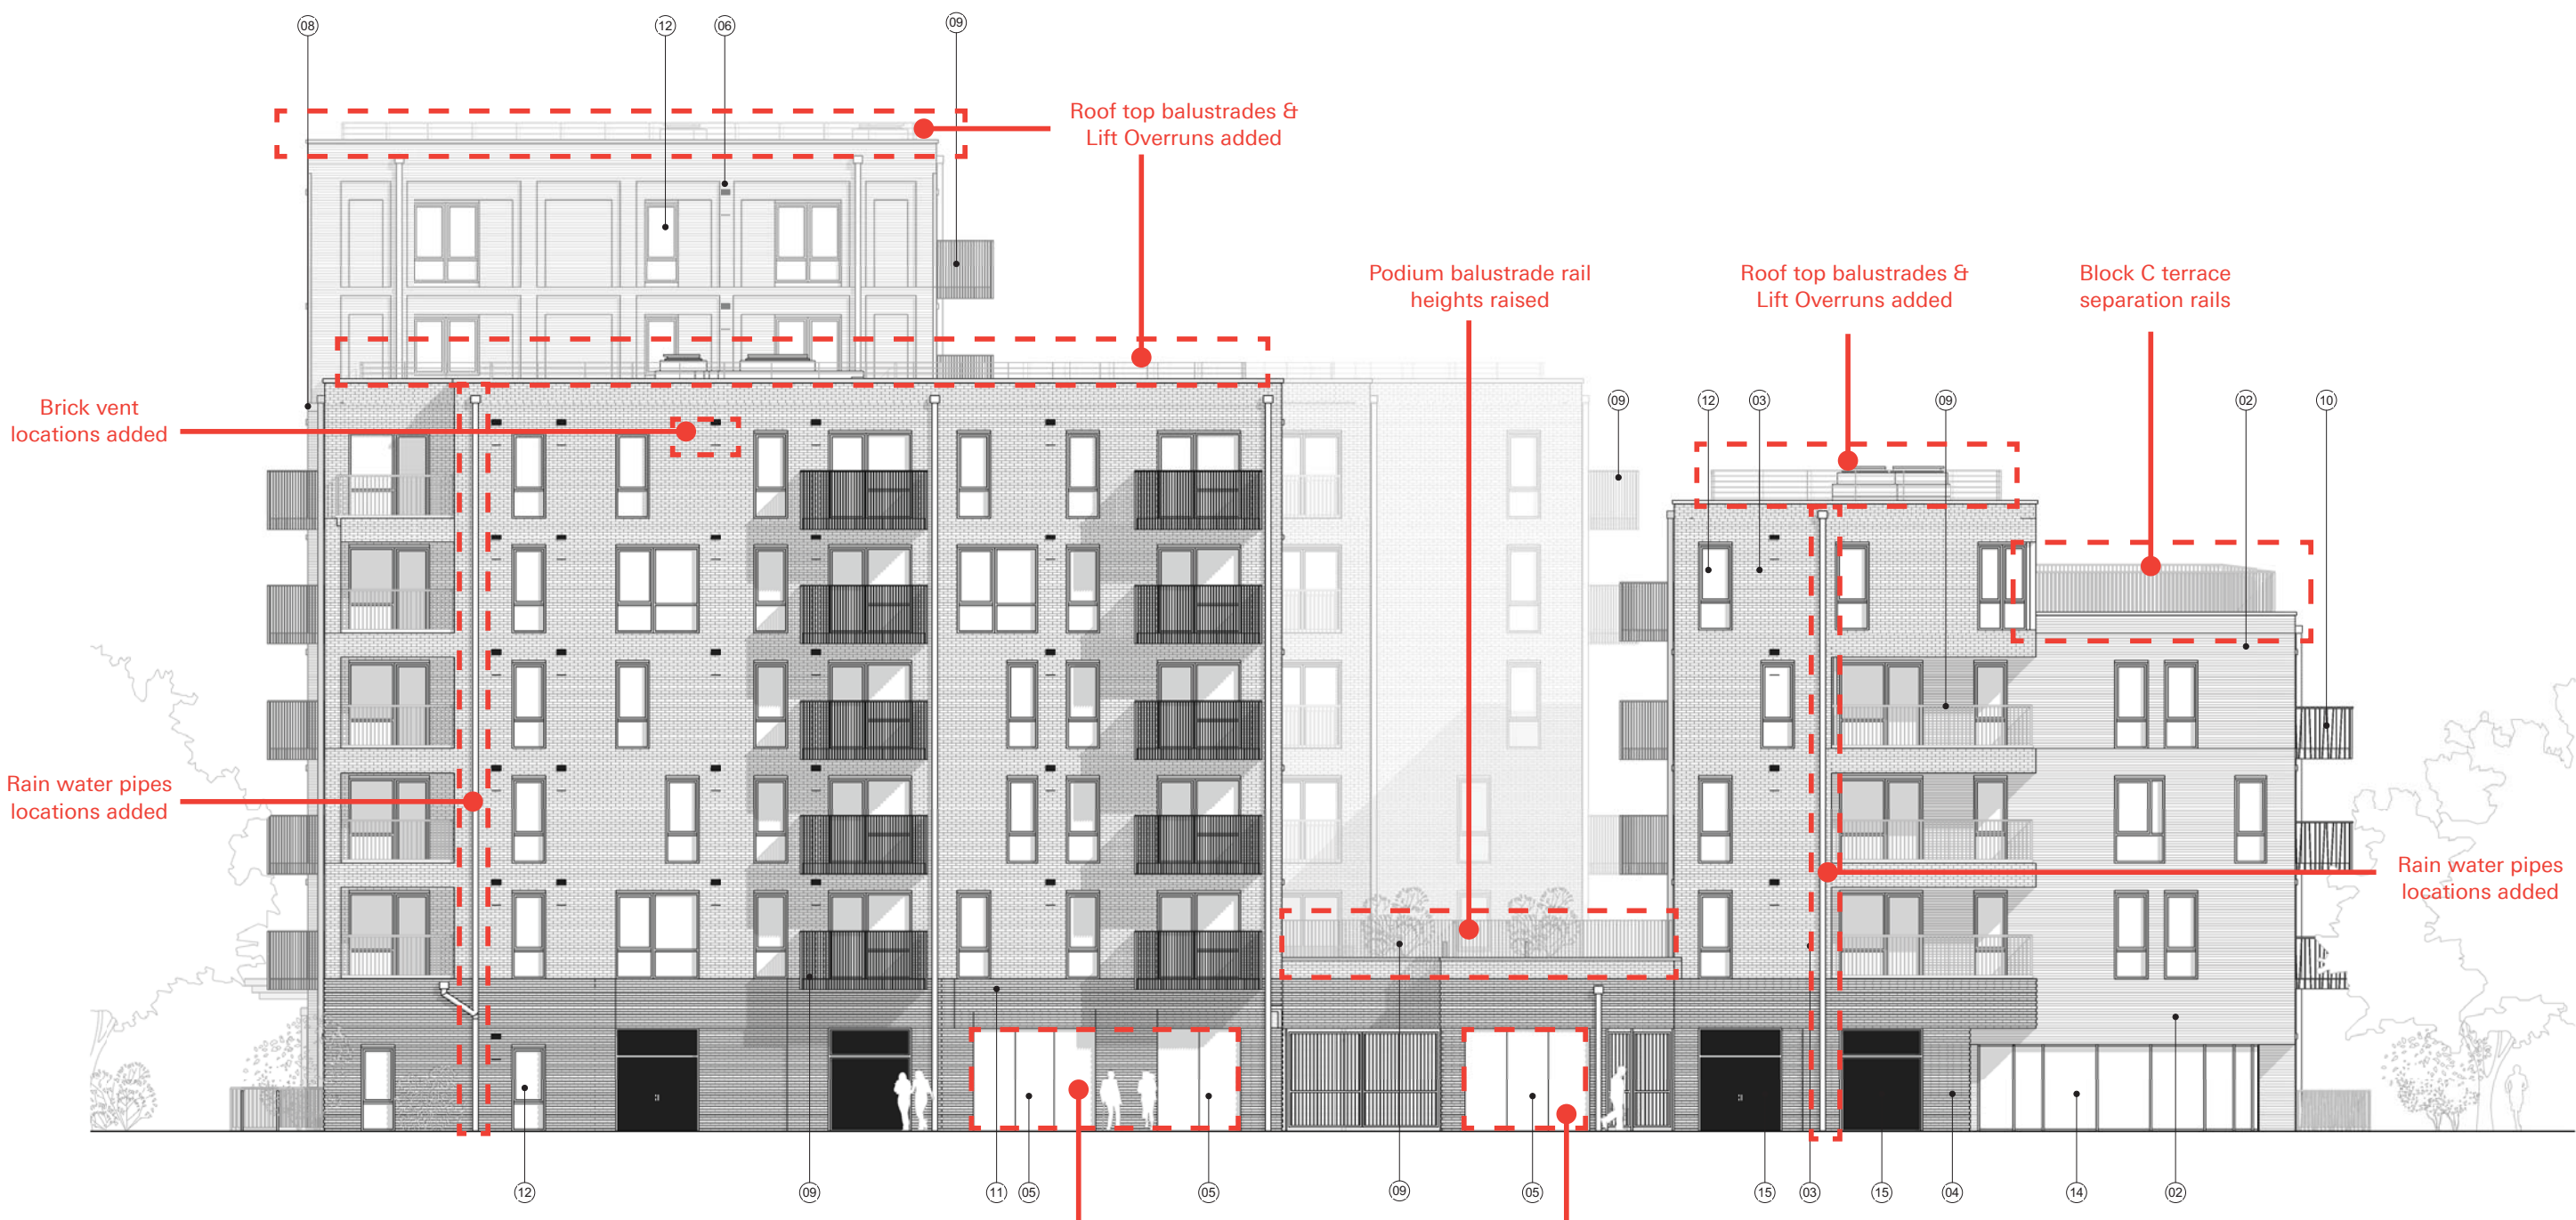 08
12
06
09
Roof top balustrades &
Lift Overruns added
Podium balustrade rail
heights raised
Roof top balustrades &
Lift Overruns added
Block C terrace
separation rails
Brick vent
locations added
09
12
03
09
02
10
Rain water pipes
locations added
Rain water pipes
locations added
12
09
11
05
05
09
05
15
03
15
04
14
02